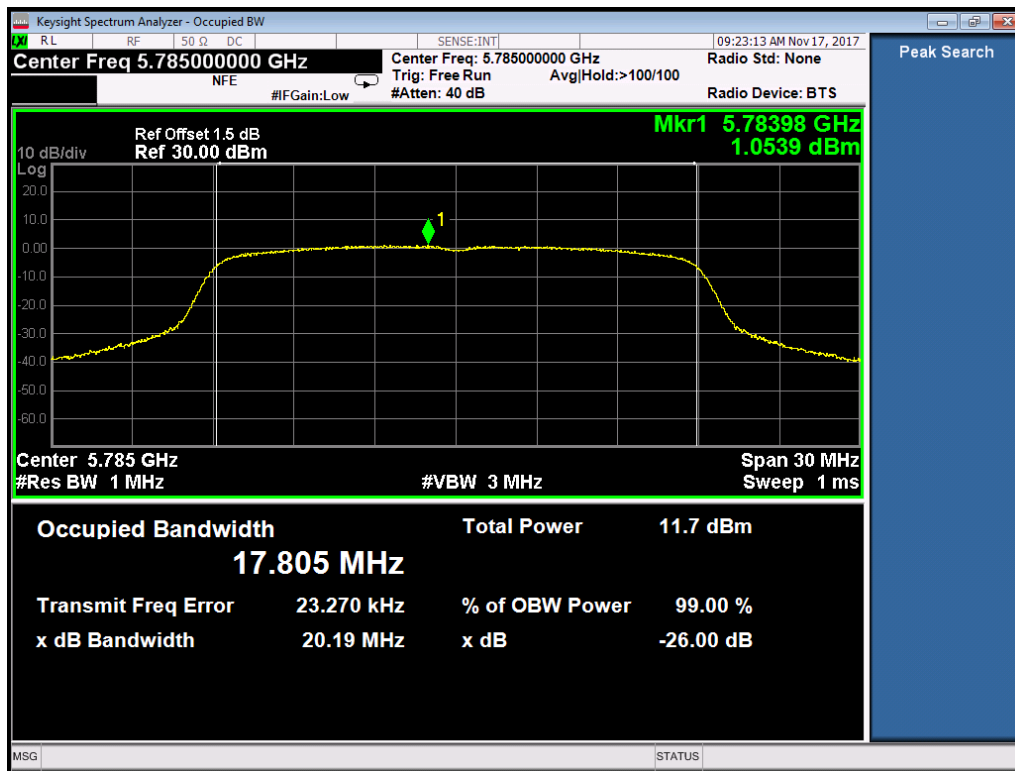 Keysight Spectrum Analyzer - Occupied BW
LXI RL RF 50 Ω DC SENSE:INT 09:23:13 AM Nov 17, 2017
Center Freq 5.785000000 GHz
NFE
#IFGain:Low
Center Freq: 5.785000000 GHz
Trig: Free Run Avg|Hold:>100/100
#Atten: 40 dB
Radio Std: None
Radio Device: BTS
Peak Search
Ref Offset 1.5 dB
10 dB/div Ref 30.00 dBm
Mkr1 5.78398 GHz
1.0539 dBm
Log
20.0
10.0
0.00
-10.0
-20.0
-30.0
-40.0
-50.0
-60.0
1
Center 5.785 GHz Span 30 MHz
#Res BW 1 MHz #VBW 3 MHz Sweep 1 ms
Occupied Bandwidth Total Power 11.7 dBm
17.805 MHz
Transmit Freq Error 23.270 kHz % of OBW Power 99.00 %
x dB Bandwidth 20.19 MHz x dB -26.00 dB
MSG STATUS